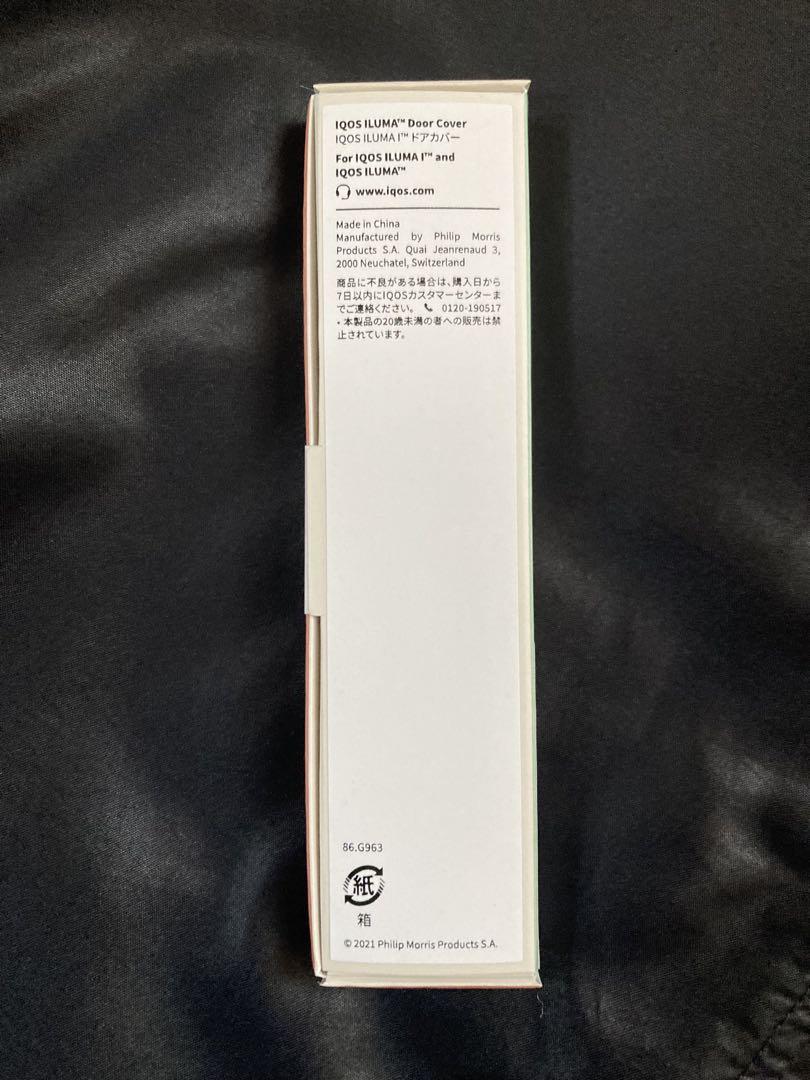 IQOS ILUMA™ Door Cover
IQOS ILUMA I™ ドアカバー
For IQOS ILUMA I™ and
IQOS ILUMA™
www.iqos.com
Made in China
Manufactured by Philip Morris
Products S.A. Quai Jeanrenaud 3,
2000 Neuchatel, Switzerland
商品に不良がある場合は、購入日から
7日以内にIQOSカスタマーセンターま
でご連絡ください。 0120-190517
・本製品の20歳未満の者への販売は禁
止されています。
86.G963
紙
箱
© 2021 Philip Morris Products S.A.